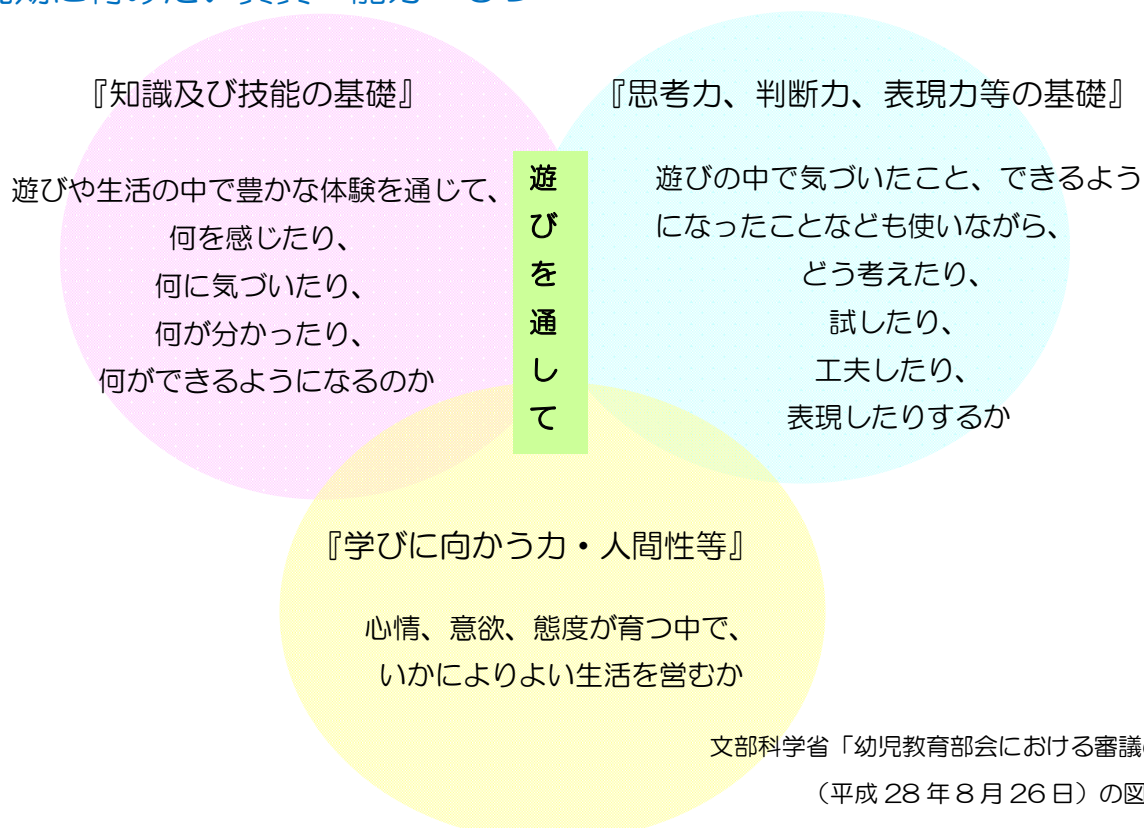 『知識及び技能の基礎』
遊びや生活の中で豊かな体験を通じて、
何を感じたり、
何に気づいたり、
何が分かったり、
何ができるようになるのか
遊びを通して
『思考力、判断力、表現力等の基礎』
遊びの中で気づいたこと、できるよう
になったことなども使いながら、
どう考えたり、
試したり、
工夫したり、
表現したりするか
『学びに向かう力・人間性等』
心情、意欲、態度が育つ中で、
いかによりよい生活を営むか
文部科学省「幼児教育部会における審議
（平成 28 年 8 月 26 日）の図